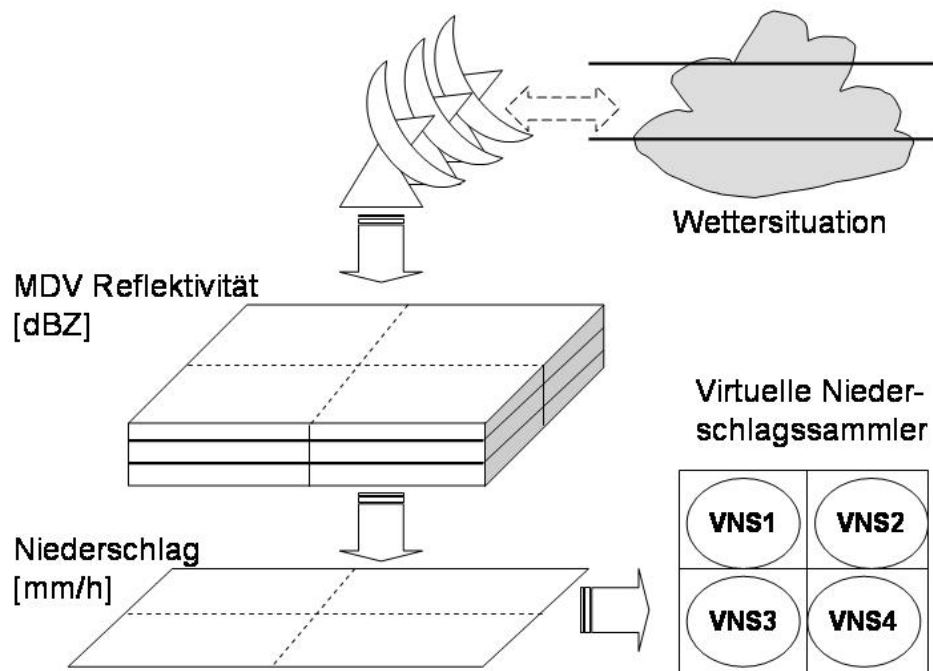 Wettersituation
MDV Reflektivität
[dBZ]
Virtuelle Nieder-
schlagssammler
VNS1 VNS2
Niederschlag
[mm/h]
VNS3 VNS4